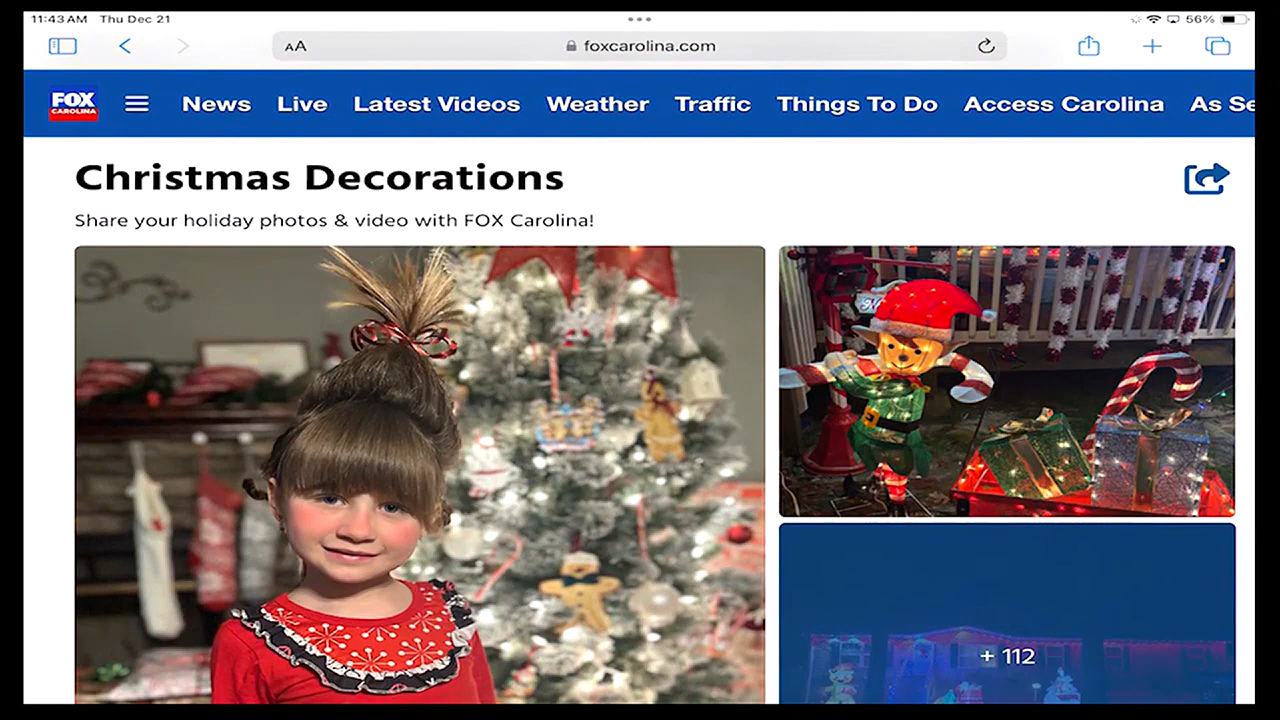 11:43 AM Thu Dec 21
56%
AA
foxcarolina.com
FOX
CAROLINA
News Live Latest Videos Weather Traffic Things To Do Access Carolina As Se
Christmas Decorations
Share your holiday photos & video with FOX Carolina!
+ 112